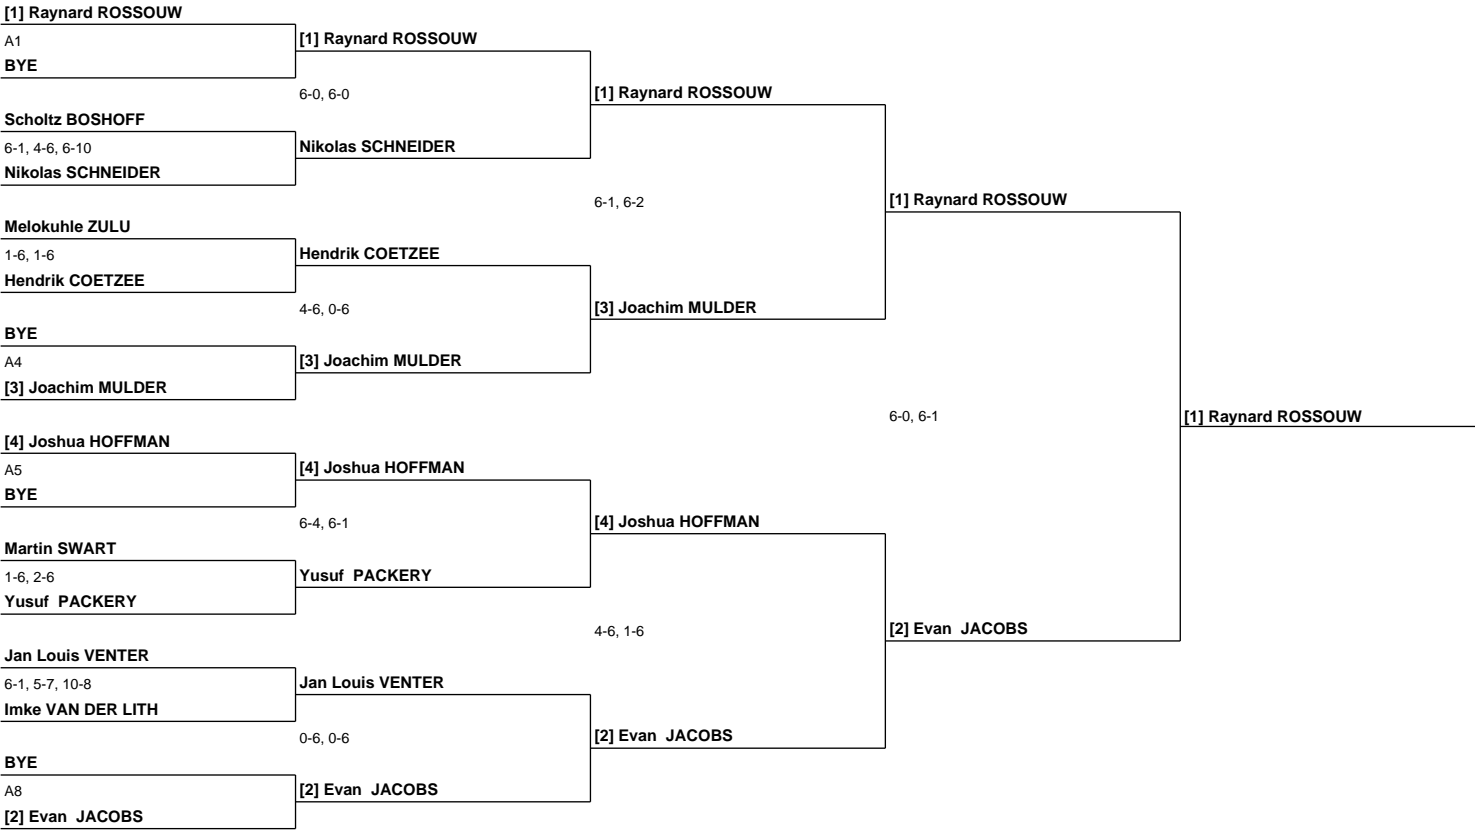 [1] Raynard ROSSOUW
A1
BYE
Scholtz BOSHOFF
6-1, 4-6, 6-10
Nikolas SCHNEIDER
Melokuhle ZULU
1-6, 1-6
Hendrik COETZEE
BYE
A4
[3] Joachim MULDER
[4] Joshua HOFFMAN
A5
BYE
Martin SWART
1-6, 2-6
Yusuf  PACKERY
Jan Louis VENTER
6-1, 5-7, 10-8
Imke VAN DER LITH
BYE
A8
[2] Evan  JACOBS
[1] Raynard ROSSOUW
6-0, 6-0
Nikolas SCHNEIDER
Hendrik COETZEE
4-6, 0-6
[3] Joachim MULDER
[4] Joshua HOFFMAN
6-4, 6-1
Yusuf  PACKERY
Jan Louis VENTER
0-6, 0-6
[2] Evan  JACOBS
[1] Raynard ROSSOUW
6-1, 6-2
[3] Joachim MULDER
[4] Joshua HOFFMAN
4-6, 1-6
[2] Evan  JACOBS
[1] Raynard ROSSOUW
6-0, 6-1
[2] Evan  JACOBS
[1] Raynard ROSSOUW